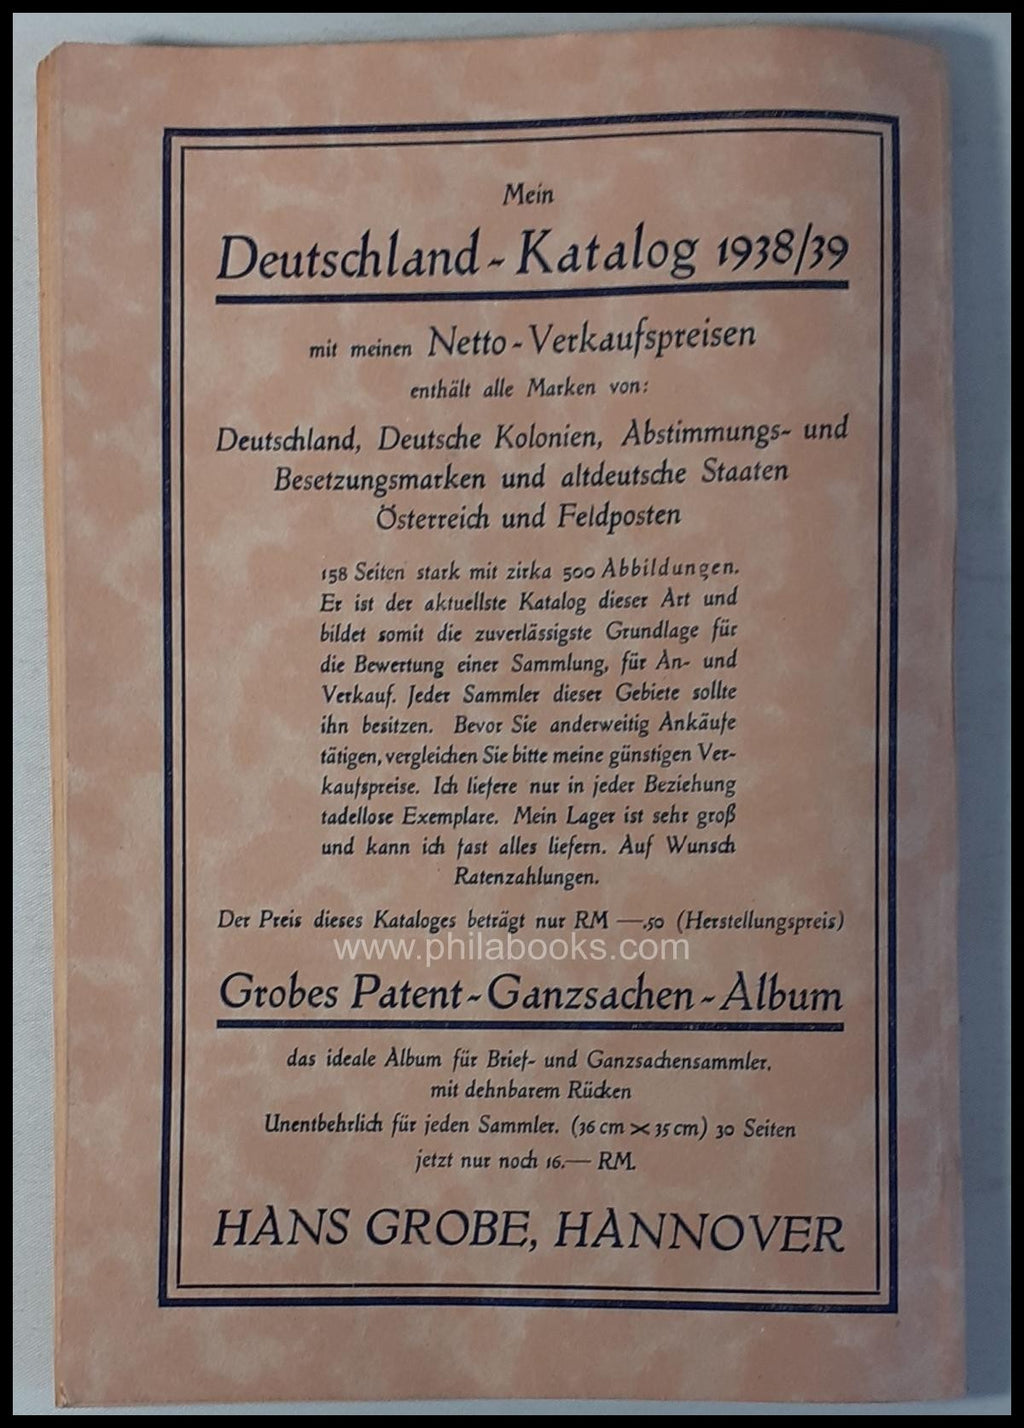 Mein
Deutschland-Katalog 1938/39
mit meinen Netto-Verkaufspreisen
enthält alle Marken von:
Deutschland, Deutsche Kolonien, Abstimmungs- und
Besetzungsmarken und altdeutsche Staaten
Österreich und Feldposten
158 Seiten stark mit zirka 500 Abbildungen.
Er ist der aktuellste Katalog dieser Art und
bildet somit die zuverlässigste Grundlage für
die Bewertung einer Sammlung, für An- und
Verkauf. Jeder Sammler dieser Gebiete sollte
ihn besitzen. Bevor Sie anderweitig Ankäufe
tätigen, vergleichen Sie bitte meine günstigen Ver-
kaufspreise. Ich liefere nur in jeder Beziehung
tadellose Exemplare. Mein Lager ist sehr groß
und kann ich fast alles liefern. Auf Wunsch
Ratenzahlungen.
Der Preis dieses Kataloges beträgt nur RM —.50 (Herstellungspreis)
www.philabooks.com
Grobes Patent-Ganzsachen-Album
das ideale Album für Brief- und Ganzsachensammler,
mit dehnbarem Rücken
Unentbehrlich für jeden Sammler. (36 cm × 35 cm) 30 Seiten
jetzt nur noch 16.— RM.
HANS GROBE, HANNOVER